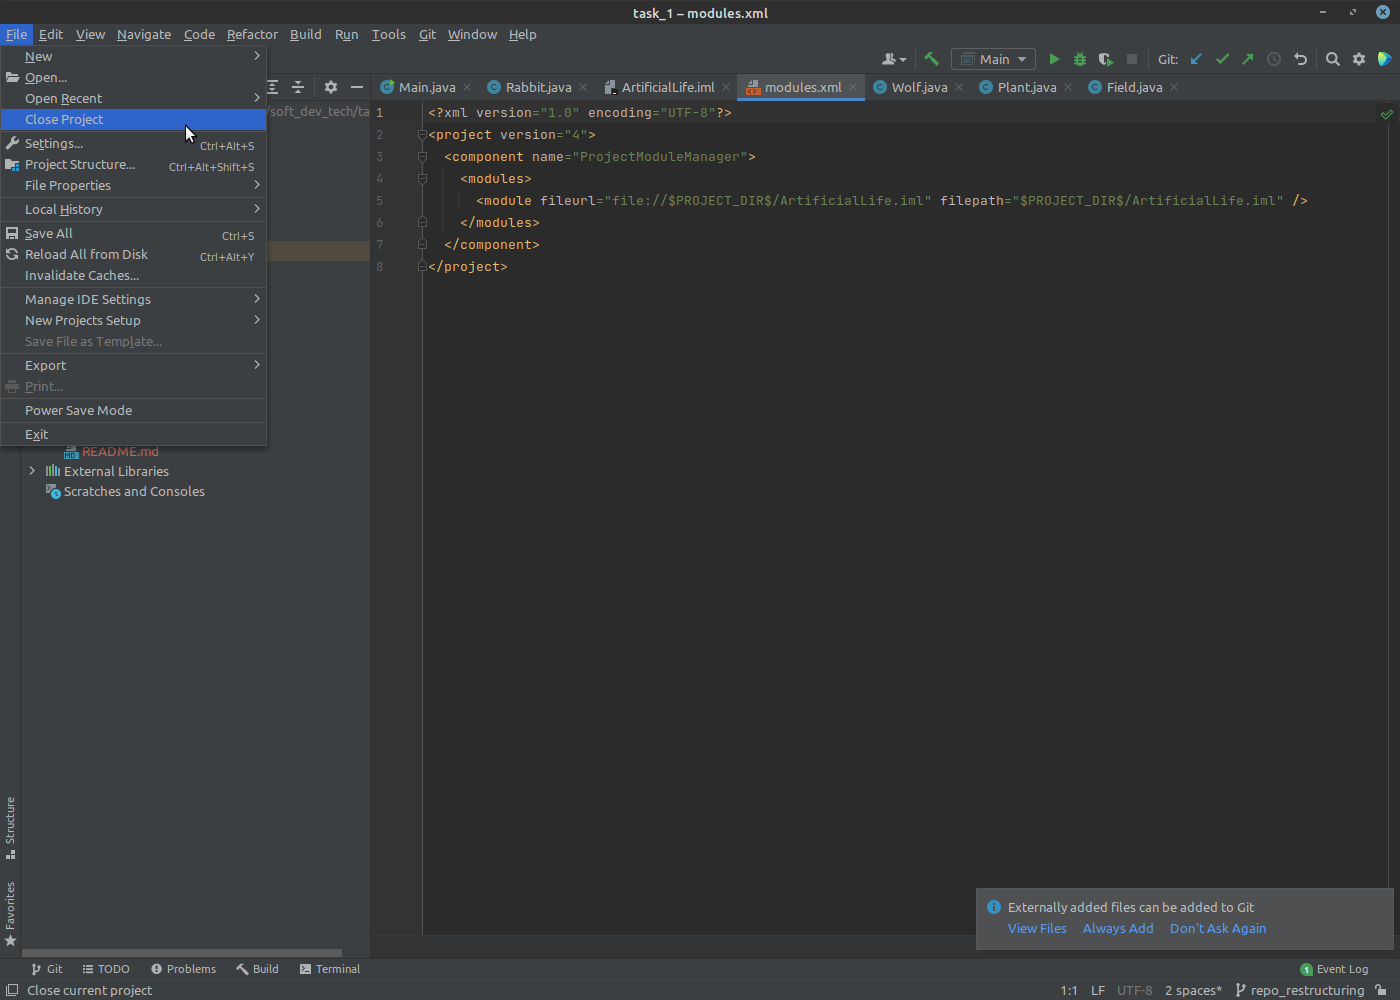 task_1 – modules.xml
File Edit View Navigate Code Refactor Build Run Tools Git Window Help
Main Git:
Main.java Rabbit.java ArtificialLife.iml modules.xml Wolf.java Plant.java Field.java
New
Open...
Open Recent
Close Project
Settings... Ctrl+Alt+S
Project Structure... Ctrl+Alt+Shift+S
File Properties
Local History
Save All Ctrl+S
Reload All from Disk Ctrl+Alt+Y
Invalidate Caches...
Manage IDE Settings
New Projects Setup
Save File as Template...
Export
Print...
Power Save Mode
Exit
/soft_dev_tech/ta
README.md
External Libraries
Scratches and Consoles
1 <?xml version="1.0" encoding="UTF-8"?>
2 <project version="4">
3 <component name="ProjectModuleManager">
4 <modules>
5 <module fileurl="file://$PROJECT_DIR$/ArtificialLife.iml" filepath="$PROJECT_DIR$/ArtificialLife.iml" />
6 </modules>
7 </component>
8 </project>
Structure
Favorites
Externally added files can be added to Git
View Files Always Add Don't Ask Again
Git TODO Problems Build Terminal 1 Event Log
Close current project 1:1 LF UTF-8 2 spaces* repo_restructuring